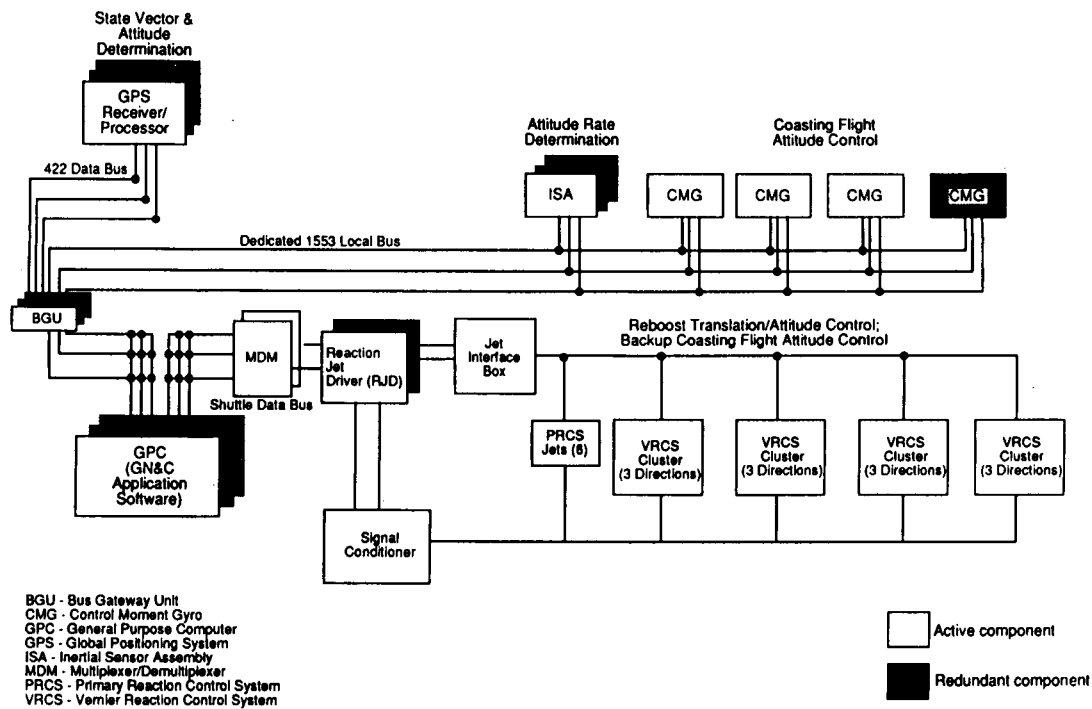 State Vector &
Attitude
Determination
GPS
Receiver/
Processor
422 Data Bus
Attitude Rate
Determination
Coasting Flight
Attitude Control
ISA
CMG
CMG
CMG
CMG
Dedicated 1553 Local Bus
BGU
MDM
Shuttle Data Bus
Reaction
Jet
Driver (RJD)
Jet
Interface
Box
Reboost Translation/Attitude Control;
Backup Coasting Flight Attitude Control
GPC
(GN&C
Application
Software)
PRCS
Jets (6)
VRCS
Cluster
(3 Directions)
VRCS
Cluster
(3 Directions)
VRCS
Cluster
(3 Directions)
VRCS
Cluster
(3 Directions)
Signal
Conditioner
BGU - Bus Gateway Unit
CMG - Control Moment Gyro
GPC - General Purpose Computer
GPS - Global Positioning System
ISA - Inertial Sensor Assembly
MDM - Multiplexer/Demultiplexer
PRCS - Primary Reaction Control System
VRCS - Vernier Reaction Control System
Active component
Redundant component